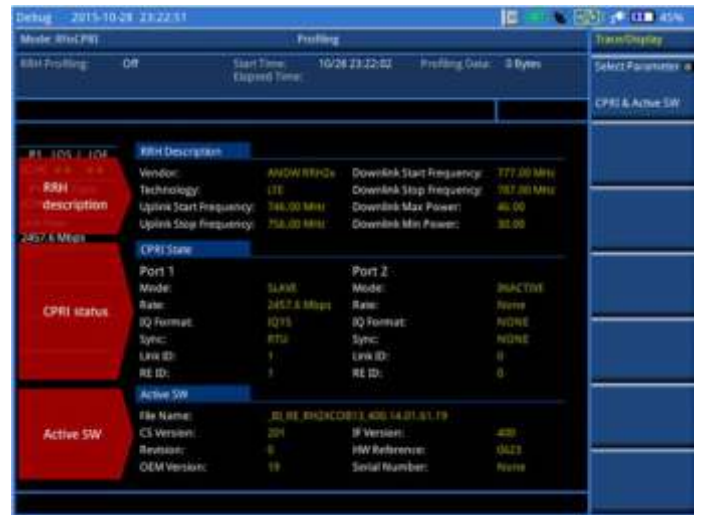 Debug 2015-10-28 23:22:51 45%
Mode: RFoCPRI Profiling Trace/Display
RRH Profiling: Off Start Time: 10/28 23:22:02 Profiling Data: 0 Bytes Select Parameter
Elapsed Time:
CPRI & Active SW
RRH Description
Vendor: Downlink Start Frequency: 777.00 MHz
RRH description
Technology: LTE Downlink Stop Frequency: 787.00 MHz
Uplink Start Frequency: 746.00 MHz Downlink Max Power: 46.00
Uplink Stop Frequency: 756.00 MHz Downlink Min Power: 30.00
2457.6 Mbps
CPRI State
Port 1 Port 2
Mode: SLAVE Mode: INACTIVE
CPRI status
Rate: 2457.6 Mbps Rate: None
IQ Format: IQ15 IQ Format: NONE
Sync: Sync: NONE
Link ID: 1 Link ID: 0
RE ID: 1 RE ID: 0
Active SW
File Name:
Active SW
CS Version: 201 IF Version: 400
Revision: 0 HW Reference: 0623
OEM Version: 19 Serial Number: None